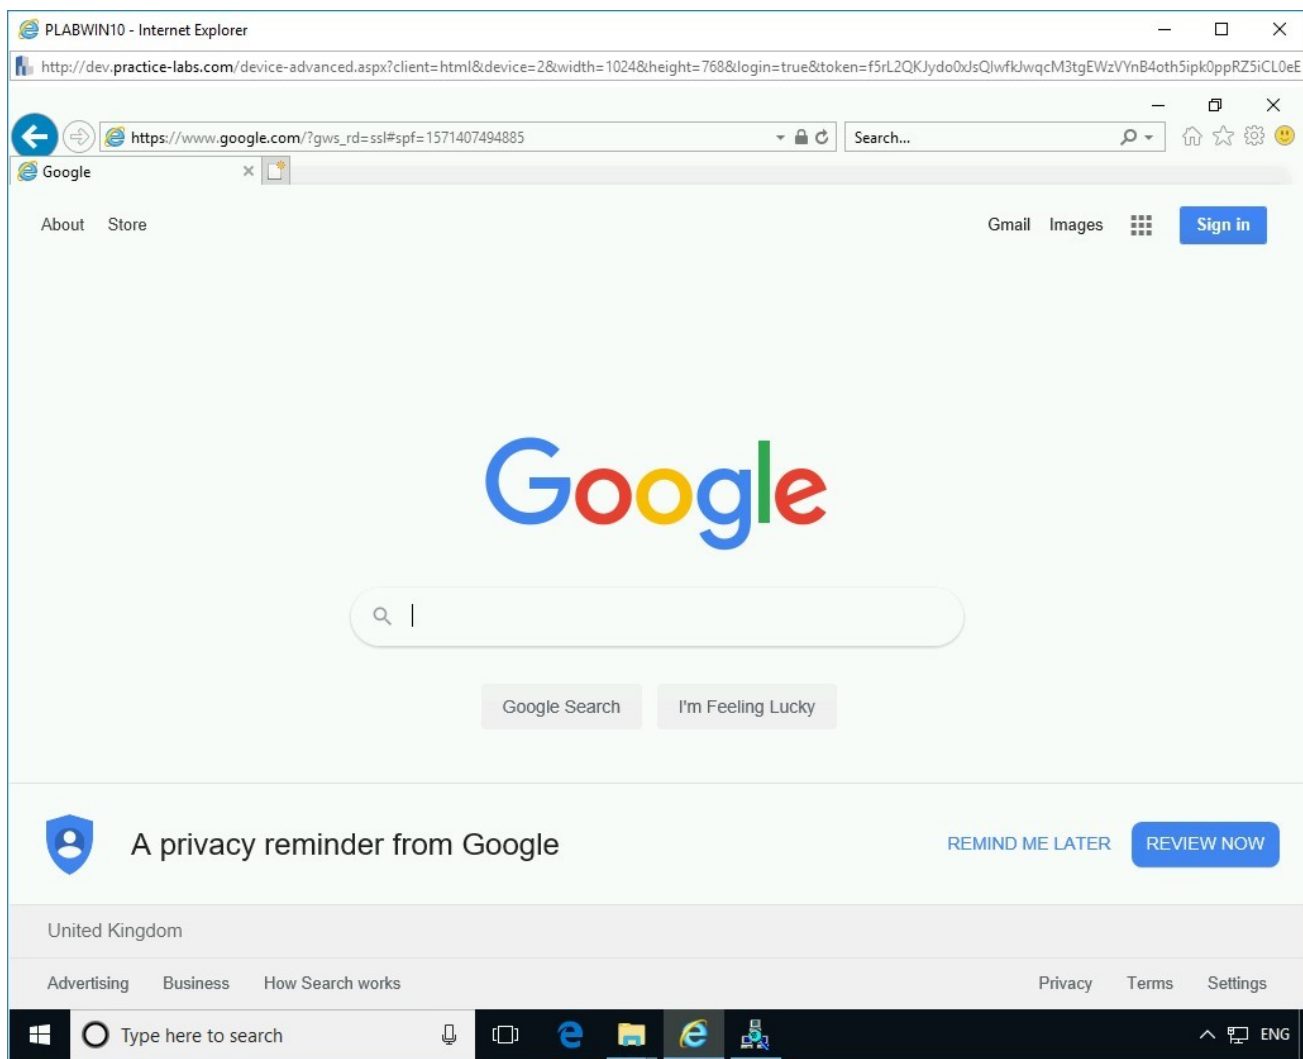 PLABWIN10 - Internet Explorer
http://dev.practice-labs.com/device-advanced.aspx?client=html&device=2&width=1024&height=768&login=true&token=f5rL2QKJydo0xJsQlwfkJwqcM3tgEWzVYnB4oth5ipk0ppRZ5iCL0eE
https://www.google.com/?gws_rd=ssl#spf=1571407494885 Search...
Google
About Store Gmail Images Sign in
Google
Google Search I'm Feeling Lucky
A privacy reminder from Google REMIND ME LATER REVIEW NOW
United Kingdom
Advertising Business How Search works Privacy Terms Settings
Type here to search ENG